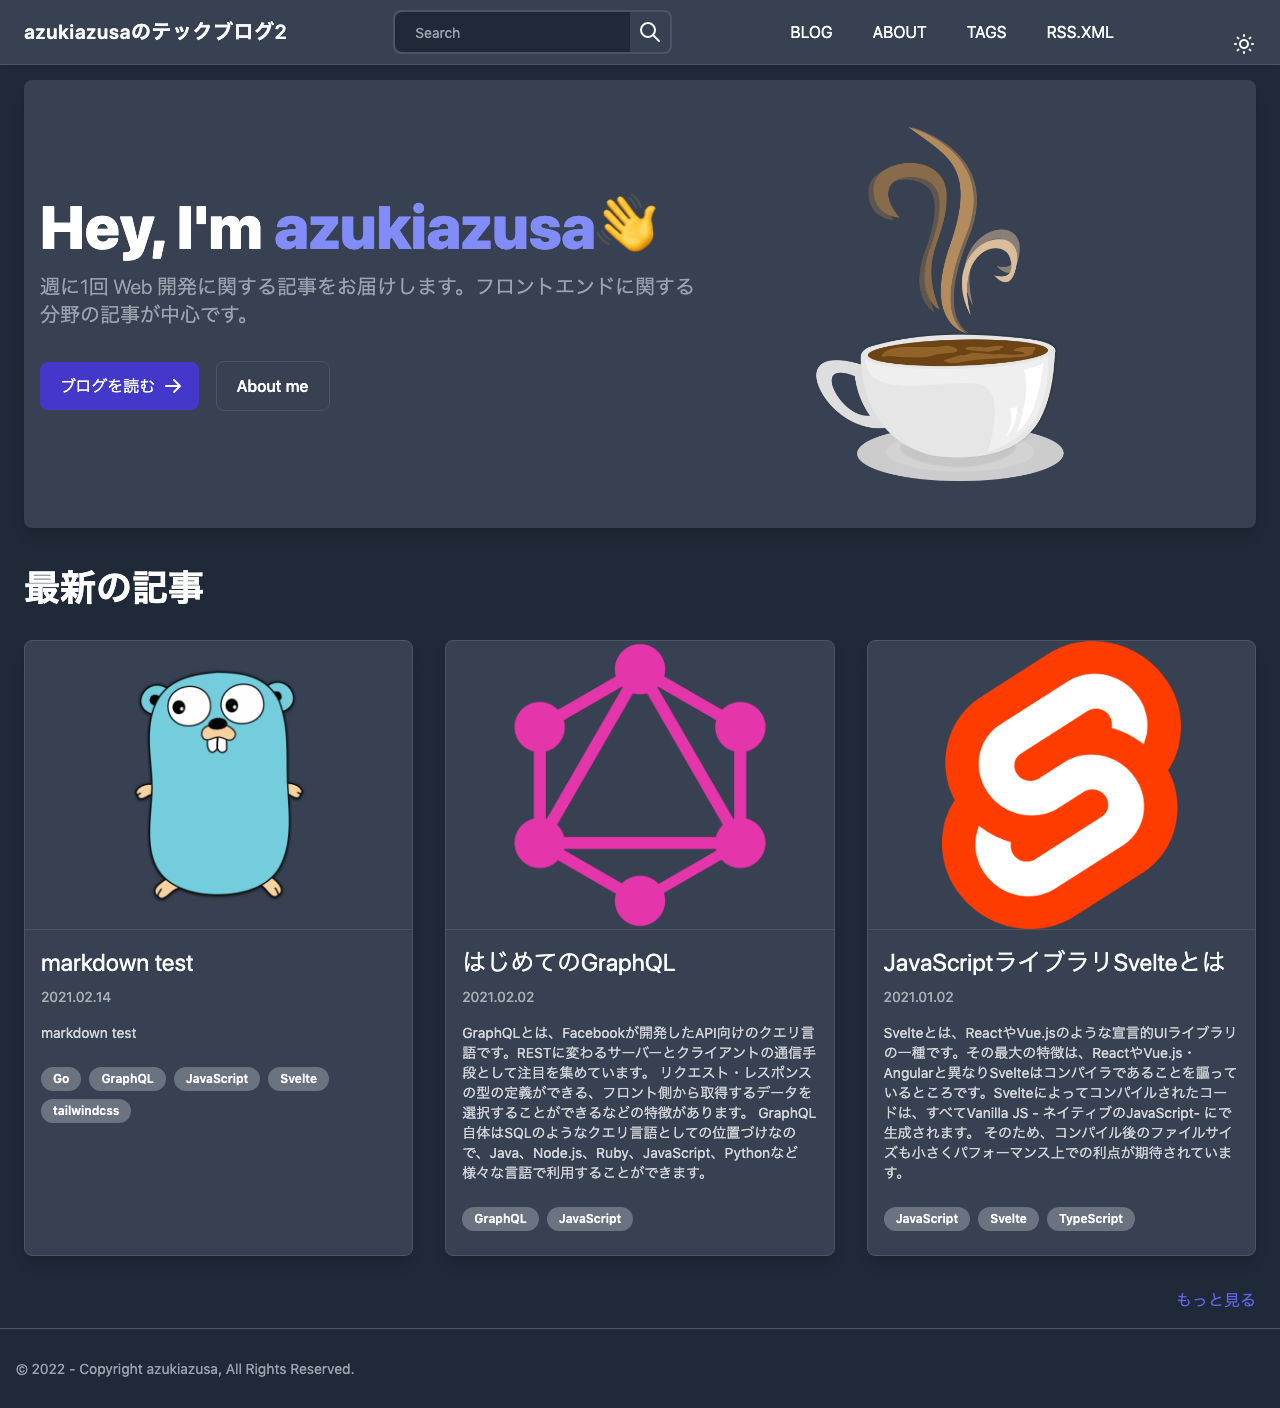 azukiazusaのテックブログ2
Search
BLOG
ABOUT
TAGS
RSS.XML
Hey, I'm azukiazusa👋
週に1回 Web 開発に関する記事をお届けします。フロントエンドに関する
分野の記事が中心です。
ブログを読む →
About me
最新の記事
markdown test
2021.02.14
markdown test
Go
GraphQL
JavaScript
Svelte
tailwindcss
はじめてのGraphQL
2021.02.02
GraphQLとは、Facebookが開発したAPI向けのクエリ言
語です。RESTに変わるサーバーとクライアントの通信手
段として注目を集めています。 リクエスト・レスポンス
の型の定義ができる、フロント側から取得するデータを
選択することができるなどの特徴があります。 GraphQL
自体はSQLのようなクエリ言語としての位置づけなの
で、Java、Node.js、Ruby、JavaScript、Pythonなど
様々な言語で利用することができます。
GraphQL
JavaScript
JavaScriptライブラリSvelteとは
2021.01.02
Svelteとは、ReactやVue.jsのような宣言的UIライブラリ
の一種です。その最大の特徴は、ReactやVue.js・
Angularと異なりSvelteはコンパイラであることを謳って
いるところです。Svelteによってコンパイルされたコー
ドは、すべてVanilla JS - ネイティブのJavaScript- にで
生成されます。 そのため、コンパイル後のファイルサイ
ズも小さくパフォーマンス上での利点が期待されていま
す。
JavaScript
Svelte
TypeScript
もっと見る
© 2022 - Copyright azukiazusa, All Rights Reserved.